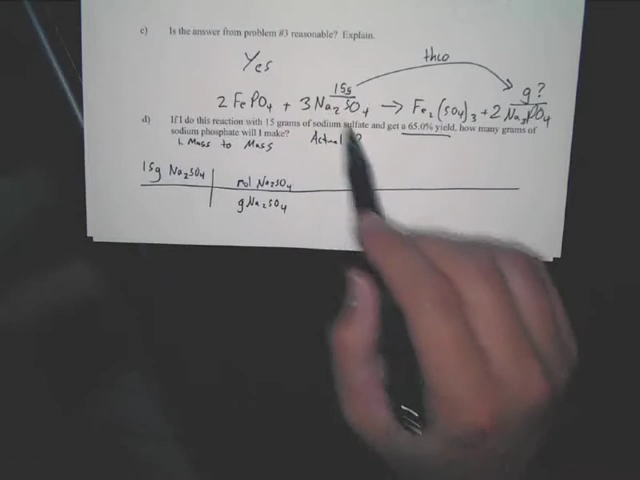 c) Is the answer from problem #3 reasonable? Explain.
Yes
theo
15g
g?
2 FePO₄ + 3 Na₂SO₄ → Fe₂(SO₄)₃ + 2 Na₃PO₄
d) If I do this reaction with 15 grams of sodium sulfate and get a 65.0% yield, how many grams of
sodium phosphate will I make?
1. Mass to Mass
Actual ?
15g Na₂SO₄ mol Na₂SO₄
g Na₂SO₄